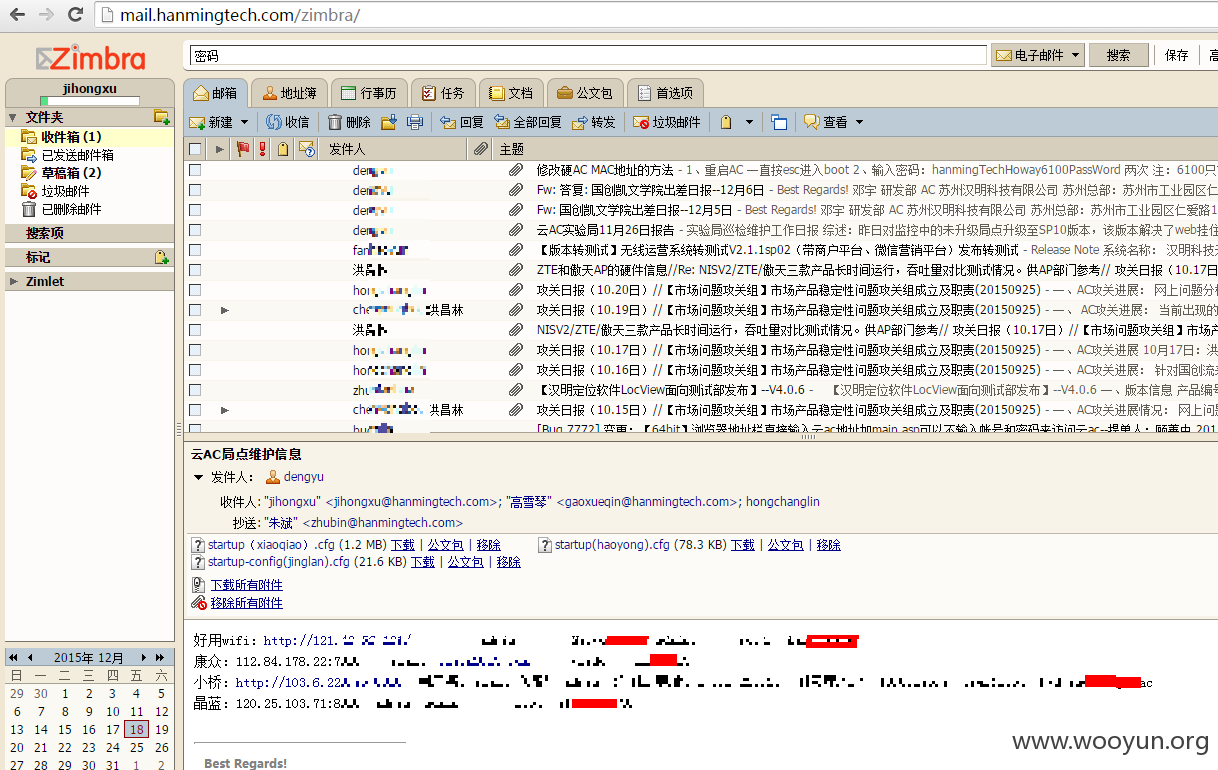 mail.hanmingtech.com/zimbra/
Zimbra
密码
电子邮件
搜索
保存
jihongxu
邮箱 地址簿 行事历 任务 文档 公文包 首选项
文件夹
新建 收信 删除 回复 全部回复 转发 垃圾邮件 查看
收件箱 (1)
已发送邮件箱
草稿箱 (2)
垃圾邮件
已删除邮件
搜索项
标记
Zimlet
发件人 主题
修改硬AC MAC地址的方法 - 1、重启AC 一直按esc进入boot 2、输入密码：hanmingTechHoway6100PassWord 两次 注：6100只
Fw: 答复: 国创凯文学院出差日报--12月6日 - Best Regards! 邓宇 研发部 AC 苏州汉明科技有限公司 苏州总部：苏州市工业园区仁
Fw: 国创凯文学院出差日报--12月5日 - Best Regards! 邓宇 研发部 AC 苏州汉明科技有限公司 苏州总部：苏州市工业园区仁爱路1
云AC实验局11月26日报告 - 实验局巡检维护工作日报 综述：昨日对监控中的未升级局点升级至SP10版本，该版本解决了web挂住
【版本转测试】无线运营系统转测试V2.1.1sp02（带商户平台、微信营销平台）发布转测试 - Release Note 系统名称： 汉明科技无
洪 ZTE和傲天AP的硬件信息//Re: NISV2/ZTE/傲天三款产品长时间运行，吞吐量对比测试情况。供AP部门参考// 攻关日报（10.17日
攻关日报（10.20日）//【市场问题攻关组】市场产品稳定性问题攻关组成立及职责(20150925) - 一、AC攻关进展： 网上问题分析
洪昌林 攻关日报（10.19日）//【市场问题攻关组】市场产品稳定性问题攻关组成立及职责(20150925) - 一、AC攻关进展： 当前出现的
洪 NISV2/ZTE/傲天三款产品长时间运行，吞吐量对比测试情况。供AP部门参考// 攻关日报（10.17日）//【市场问题攻关组】市场产
攻关日报（10.17日）//【市场问题攻关组】市场产品稳定性问题攻关组成立及职责(20150925) - 一、AC攻关进展 10月17日：洪
攻关日报（10.16日）//【市场问题攻关组】市场产品稳定性问题攻关组成立及职责(20150925) - 一、AC攻关进展： 针对国创流
【汉明定位软件LocView面向测试部发布】--V4.0.6 - 【汉明定位软件LocView面向测试部发布】--V4.0.6 一、版本信息 产品编号
洪昌林 攻关日报（10.15日）//【市场问题攻关组】市场产品稳定性问题攻关组成立及职责(20150925) - 一、AC攻关进展情况： 网上问
[Bug 7772] 变更：【64bit】浏览器地址栏直接输入云ac地址加main.asp可以不输入帐号和密码来访问云ac--提单人：
云AC局点维护信息
发件人： dengyu
收件人: "jihongxu" <jihongxu@hanmingtech.com>; "高雪琴" <gaoxueqin@hanmingtech.com>; hongchanglin
抄送: "朱斌" <zhubin@hanmingtech.com>
startup（xiaoqiao）.cfg (1.2 MB) 下载 | 公文包 | 移除 startup(haoyong).cfg (78.3 KB) 下载 | 公文包 | 移除
startup-config(jinglan).cfg (21.6 KB) 下载 | 公文包 | 移除
下载所有附件
移除所有附件
好用wifi：http://121.
康众：112.84.178.22:7
小桥：http://103.6.22
晶蓝：120.25.103.71:8
Best Regards!
2015年 12月
日 一 二 三 四 五 六
29 30 1 2 3 4 5
6 7 8 9 10 11 12
13 14 15 16 17 18 19
20 21 22 23 24 25 26
27 28 29 30 31 1 2
www.wooyun.org